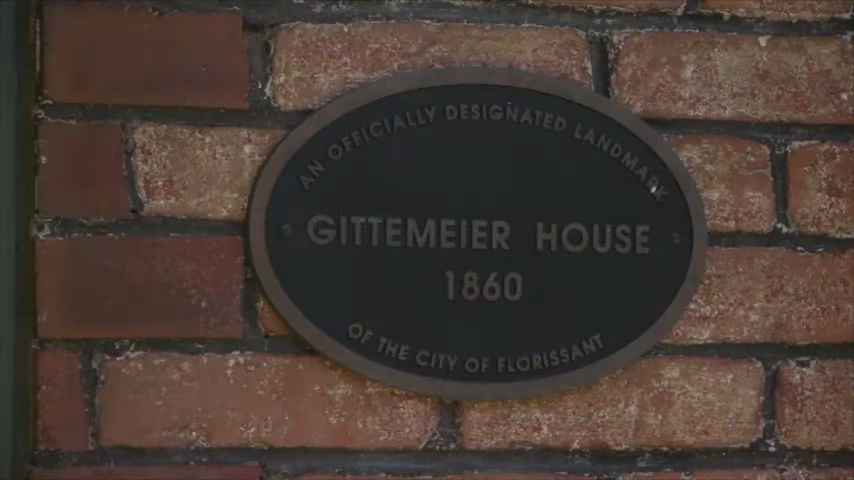 AN OFFICIALLY DESIGNATED LANDMARK
GITTEMEIER HOUSE
1860
OF THE CITY OF FLORISSANT